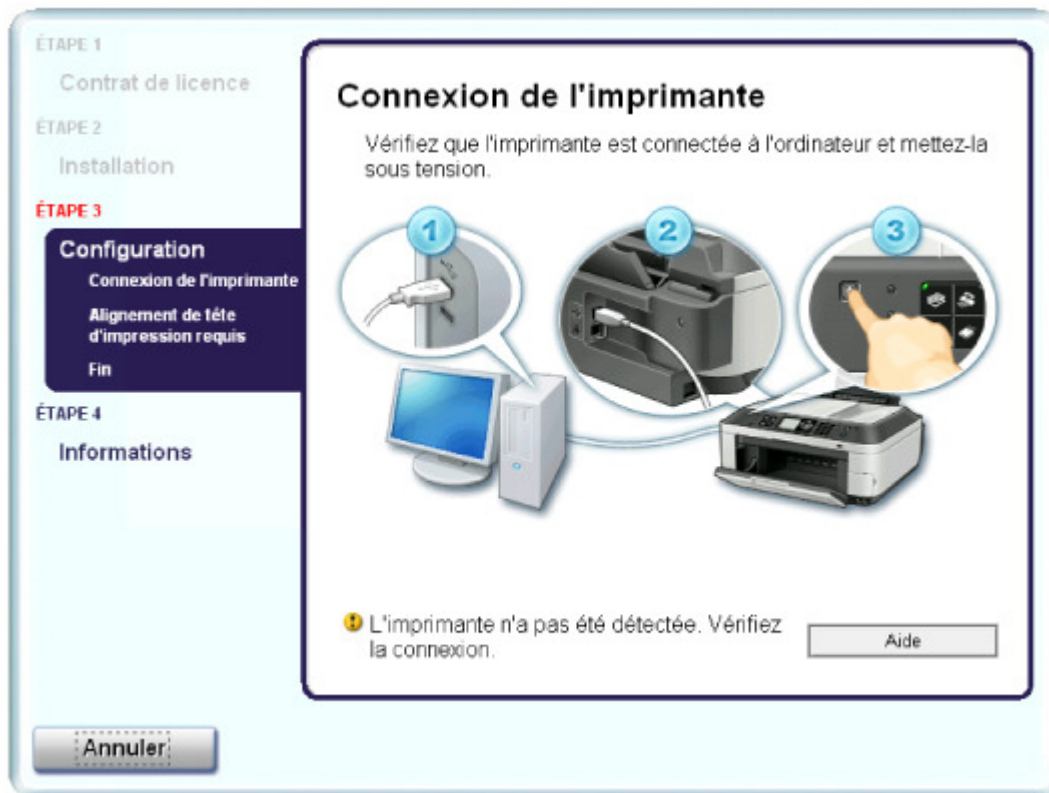 ÉTAPE 1
Contrat de licence
ÉTAPE 2
Installation
ÉTAPE 3
Configuration
Connexion de l'imprimante
Alignement de tête
d'impression requis
Fin
ÉTAPE 4
Informations
Connexion de l'imprimante
Vérifiez que l'imprimante est connectée à l'ordinateur et mettez-la
sous tension.
1
2
3
L'imprimante n'a pas été détectée. Vérifiez
la connexion.
Aide
Annuler